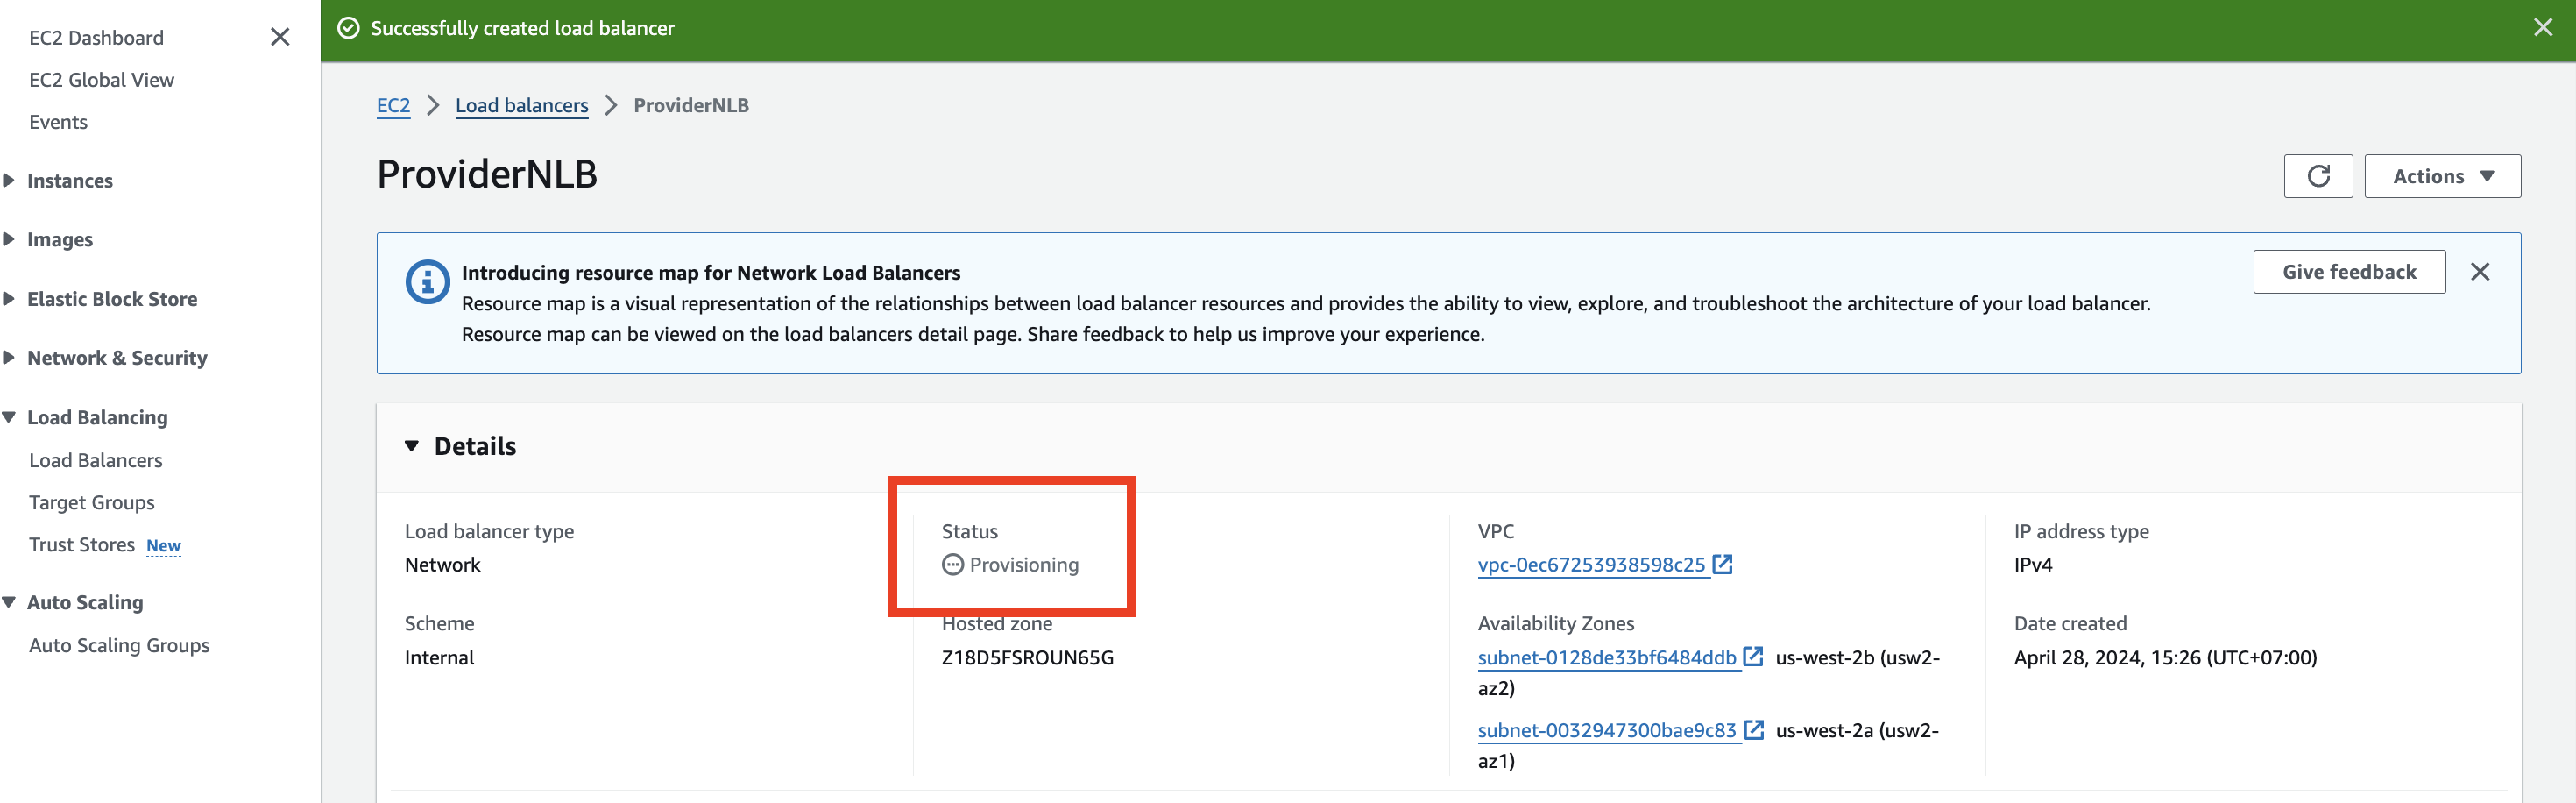 EC2 Dashboard
EC2 Global View
Events
Instances
Images
Elastic Block Store
Network & Security
Load Balancing
Load Balancers
Target Groups
Trust Stores New
Auto Scaling
Auto Scaling Groups
Successfully created load balancer
EC2 > Load balancers > ProviderNLB
ProviderNLB
Actions
Introducing resource map for Network Load Balancers
Resource map is a visual representation of the relationships between load balancer resources and provides the ability to view, explore, and troubleshoot the architecture of your load balancer.
Resource map can be viewed on the load balancers detail page. Share feedback to help us improve your experience.
Give feedback
Details
Load balancer type
Network
Status
Provisioning
VPC
vpc-0ec67253938598c25
IP address type
IPv4
Scheme
Internal
Hosted zone
Z18D5FSROUN65G
Availability Zones
subnet-0128de33bf6484ddb us-west-2b (usw2-
az2)
subnet-0032947300bae9c83 us-west-2a (usw2-
az1)
Date created
April 28, 2024, 15:26 (UTC+07:00)